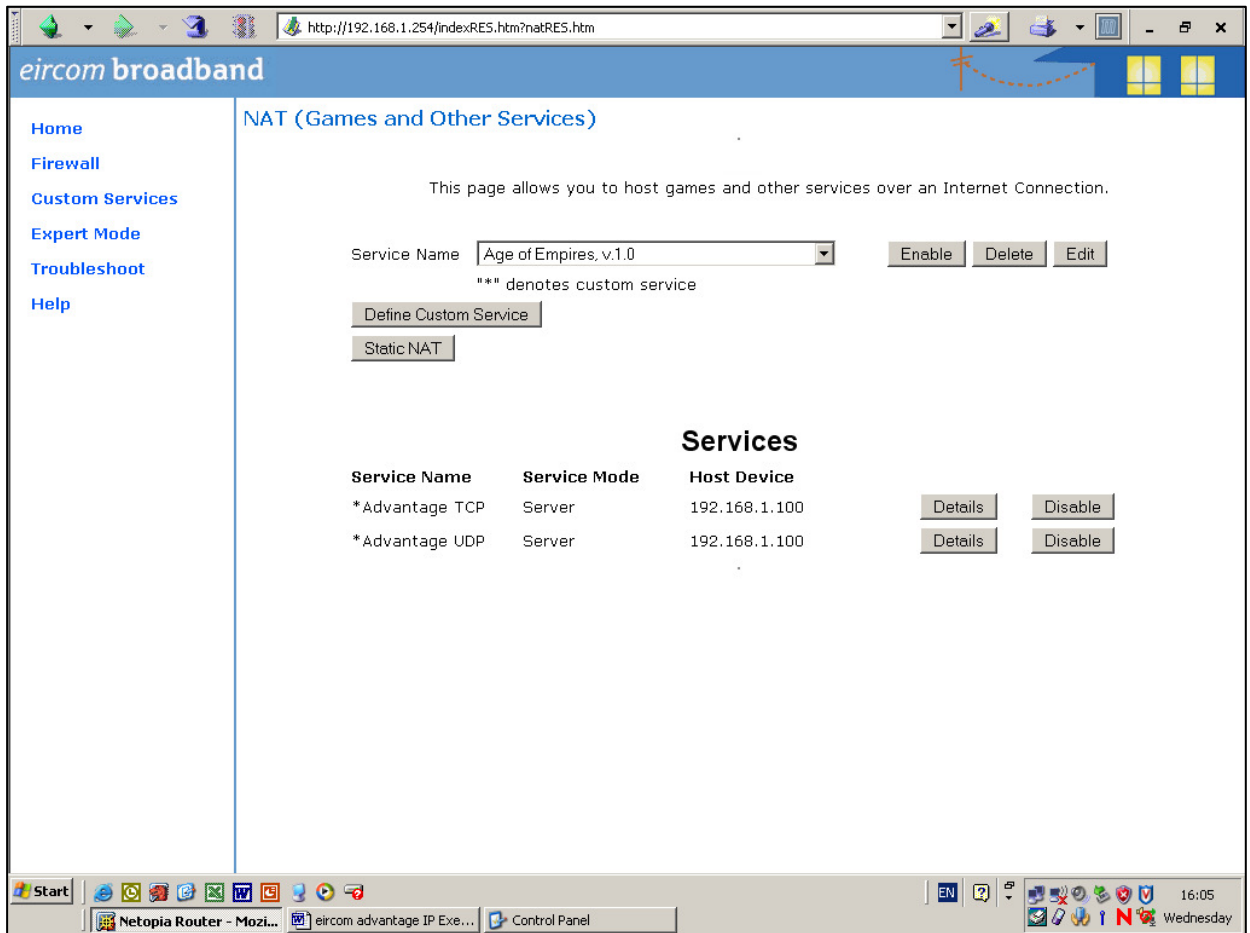 http://192.168.1.254/indexRES.htm?natRES.htm
eircom broadband
Home
Firewall
Custom Services
Expert Mode
Troubleshoot
Help
NAT (Games and Other Services)
This page allows you to host games and other services over an Internet Connection.
Service Name Age of Empires, v.1.0 Enable Delete Edit
"*" denotes custom service
Define Custom Service
Static NAT
Services
Service Name Service Mode Host Device
*Advantage TCP Server 192.168.1.100 Details Disable
*Advantage UDP Server 192.168.1.100 Details Disable
Start EN 16:05
Netopia Router - Mozi... eircom advantage IP Exe... Control Panel Wednesday